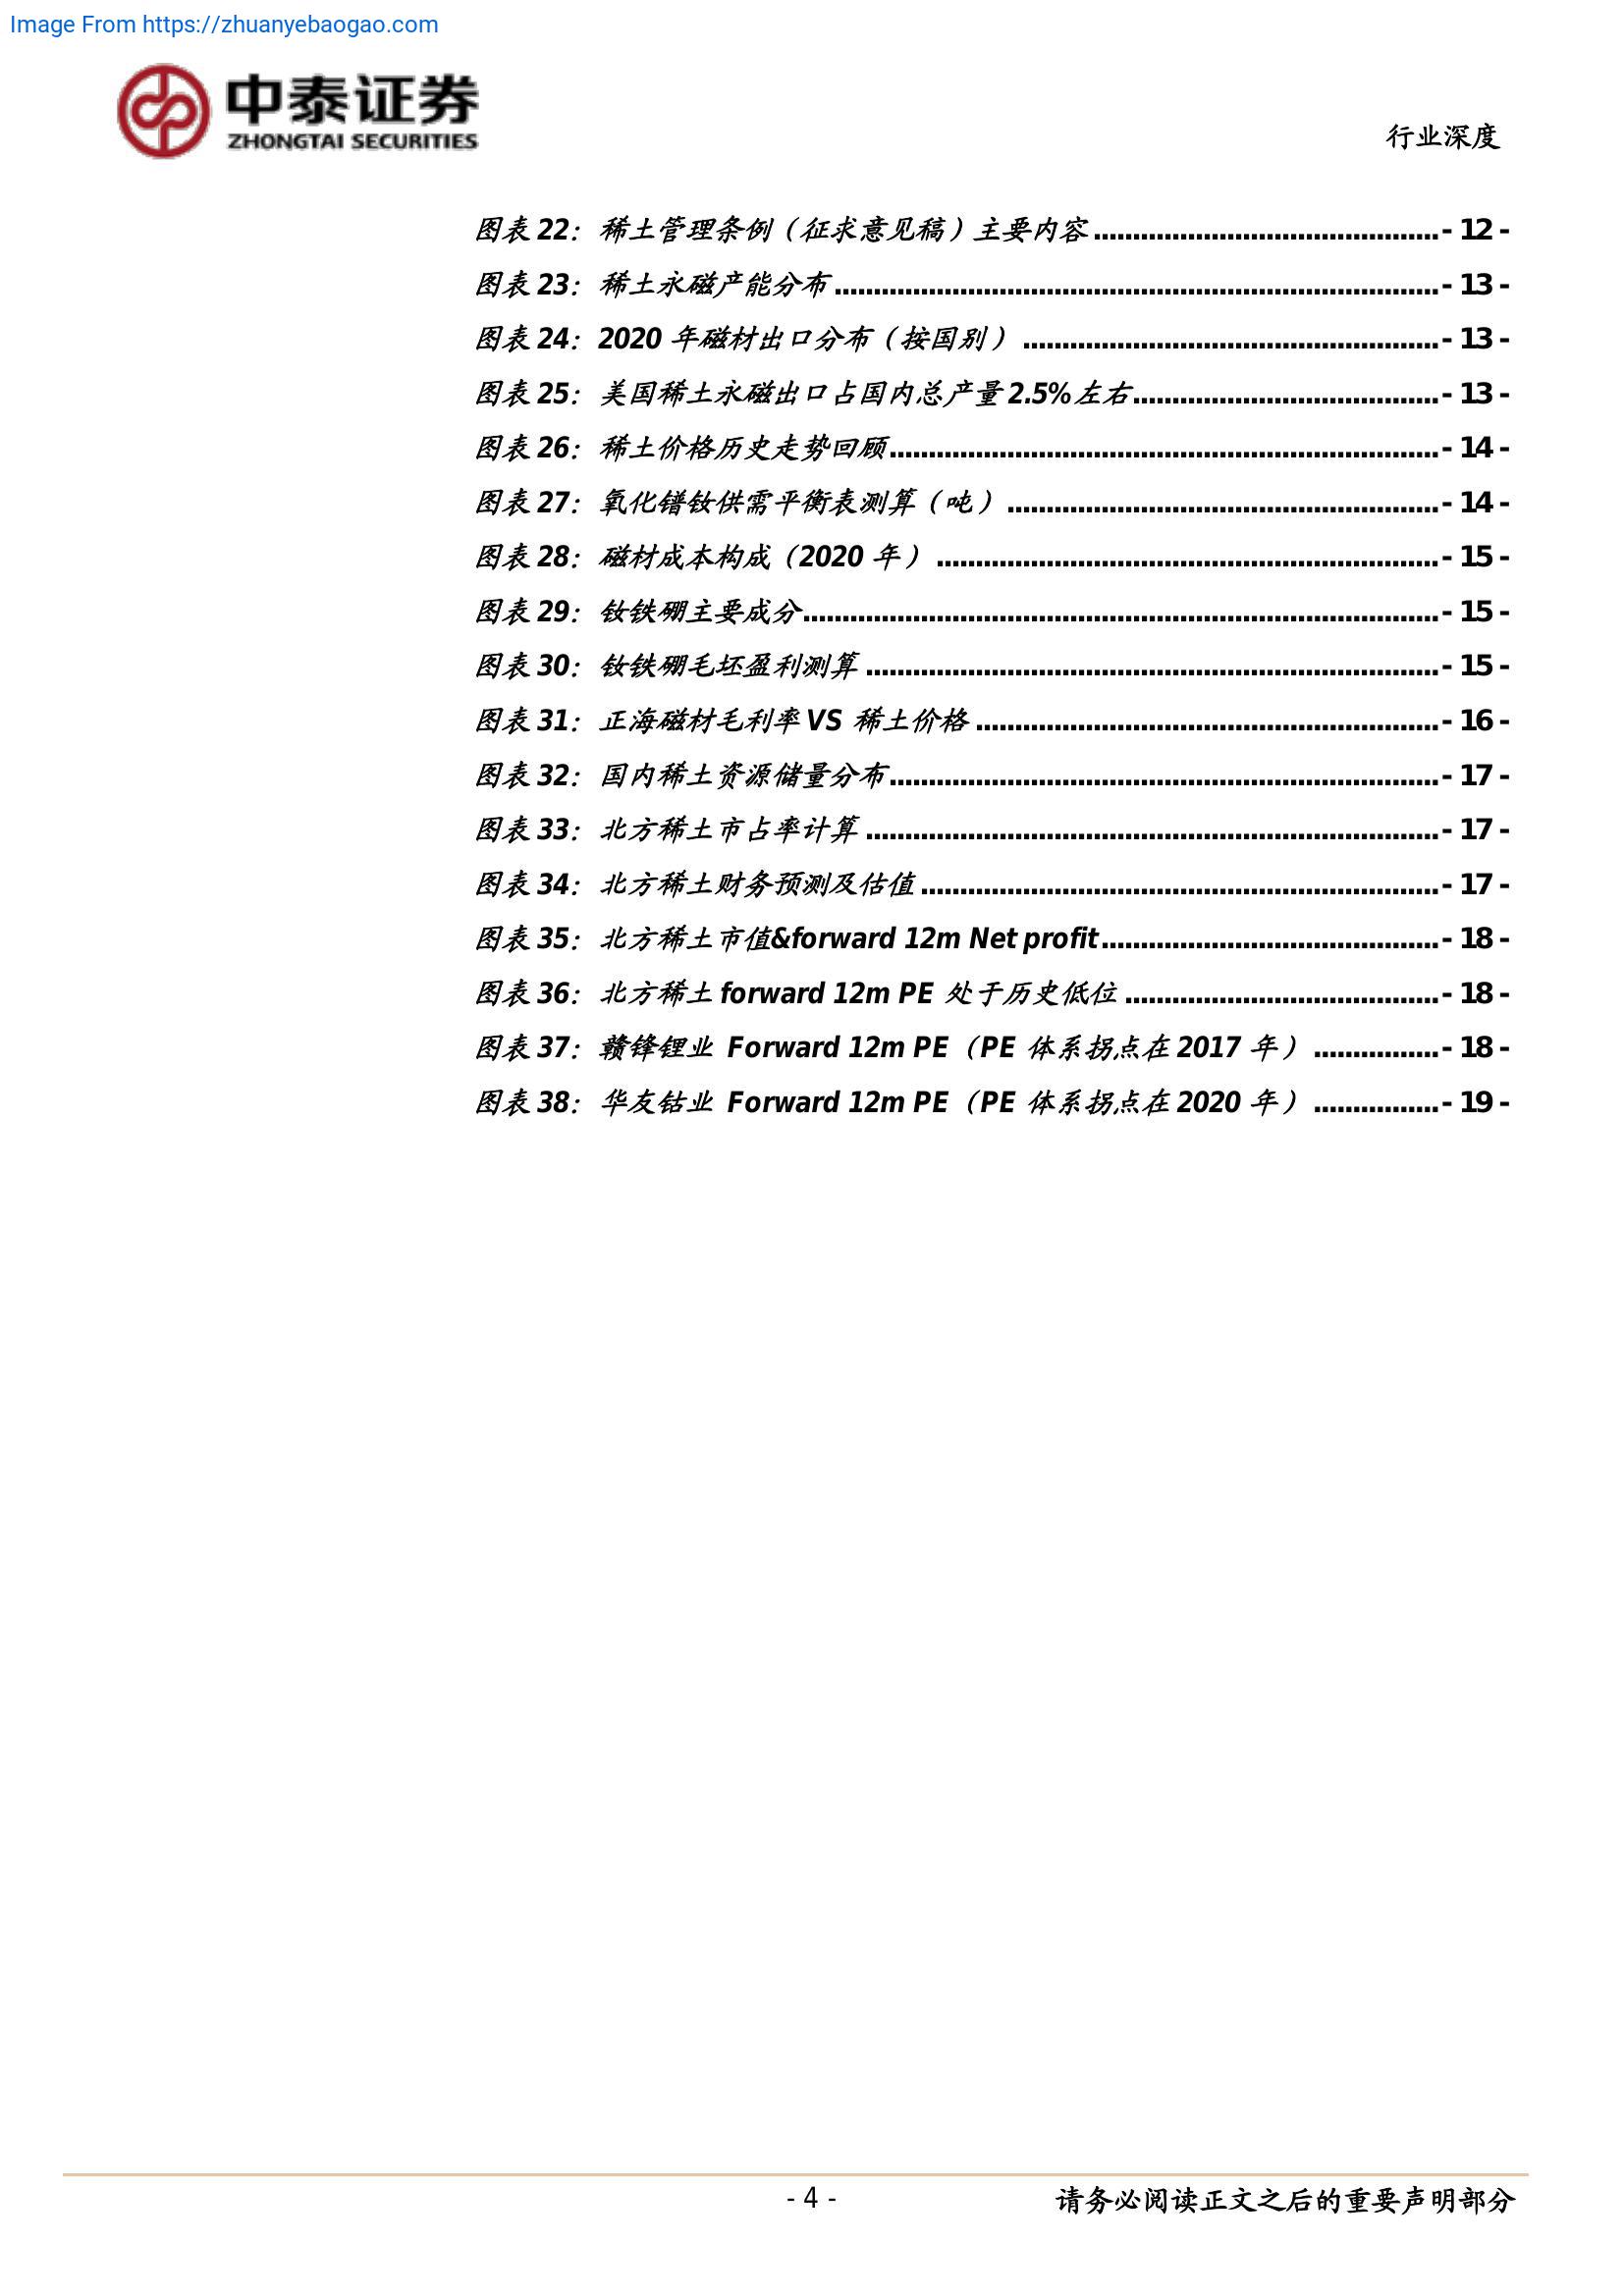 Image From https://zhuanyebaogao.com
中泰证券
ZHONGTAI SECURITIES
行业深度
图表 22：稀土管理条例（征求意见稿）主要内容 ............................................ - 12 -
图表 23：稀土永磁产能分布 ............................................................................. - 13 -
图表 24：2020 年磁材出口分布（按国别） ..................................................... - 13 -
图表 25：美国稀土永磁出口占国内总产量 2.5%左右 ....................................... - 13 -
图表 26：稀土价格历史走势回顾 ...................................................................... - 14 -
图表 27：氧化镨钕供需平衡表测算（吨） ....................................................... - 14 -
图表 28：磁材成本构成（2020 年） ................................................................ - 15 -
图表 29：钕铁硼主要成分 ................................................................................. - 15 -
图表 30：钕铁硼毛坯盈利测算 ......................................................................... - 15 -
图表 31：正海磁材毛利率 VS 稀土价格 ........................................................... - 16 -
图表 32：国内稀土资源储量分布 ...................................................................... - 17 -
图表 33：北方稀土市占率计算 ......................................................................... - 17 -
图表 34：北方稀土财务预测及估值 .................................................................. - 17 -
图表 35：北方稀土市值&forward 12m Net profit ........................................... - 18 -
图表 36：北方稀土 forward 12m PE 处于历史低位 ........................................ - 18 -
图表 37：赣锋锂业 Forward 12m PE（PE 体系拐点在 2017 年） ................ - 18 -
图表 38：华友钴业 Forward 12m PE（PE 体系拐点在 2020 年） ................ - 19 -
- 4 -
请务必阅读正文之后的重要声明部分